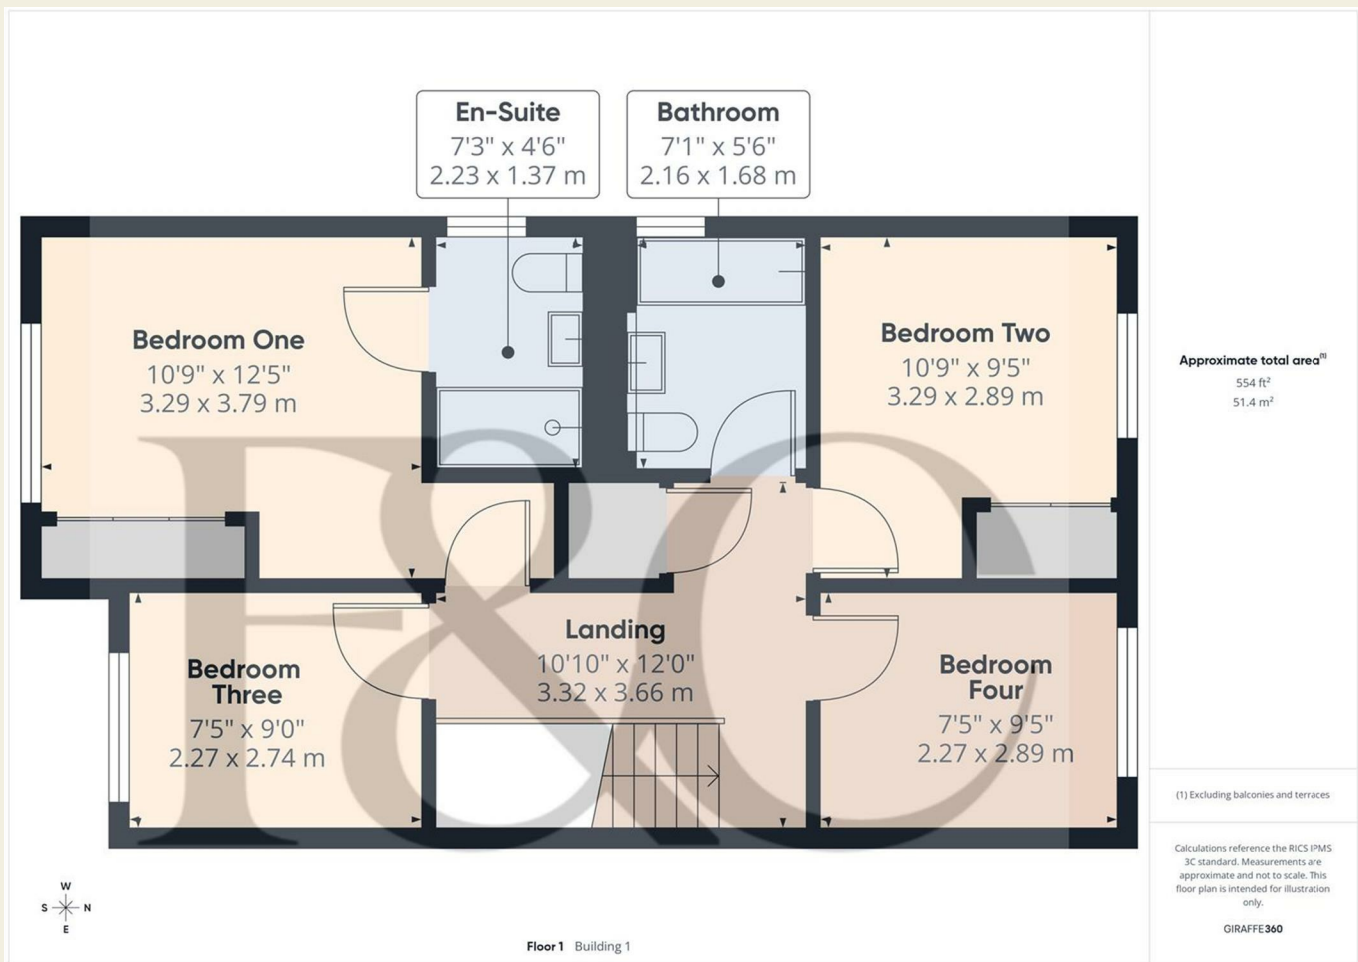 En-Suite
7'3" x 4'6"
2.23 x 1.37 m
Bathroom
7'1" x 5'6"
2.16 x 1.68 m
Bedroom One
10'9" x 12'5"
3.29 x 3.79 m
Bedroom Two
10'9" x 9'5"
3.29 x 2.89 m
Approximate total area(1)
554 ft²
51.4 m²
F&C
Landing
10'10" x 12'0"
3.32 x 3.66 m
Bedroom
Three
7'5" x 9'0"
2.27 x 2.74 m
Bedroom
Four
7'5" x 9'5"
2.27 x 2.89 m
(1) Excluding balconies and terraces
Calculations reference the RICS IPMS
3C standard. Measurements are
approximate and not to scale. This
floor plan is intended for illustration
only.
GIRAFFE360
W
S N
E
Floor 1 Building 1